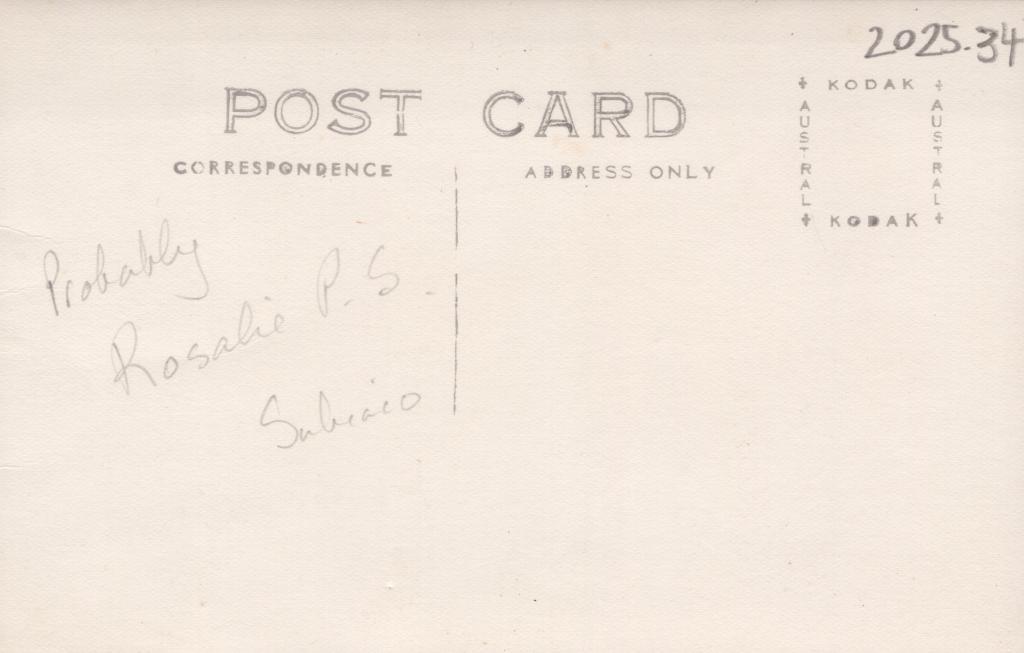 2025.34
POST CARD
+ KODAK +
AUSTRAL AUSTRAL
+ KODAK +
CORRESPONDENCE ADDRESS ONLY
Probably
Rosalie P.S.
Subiaco